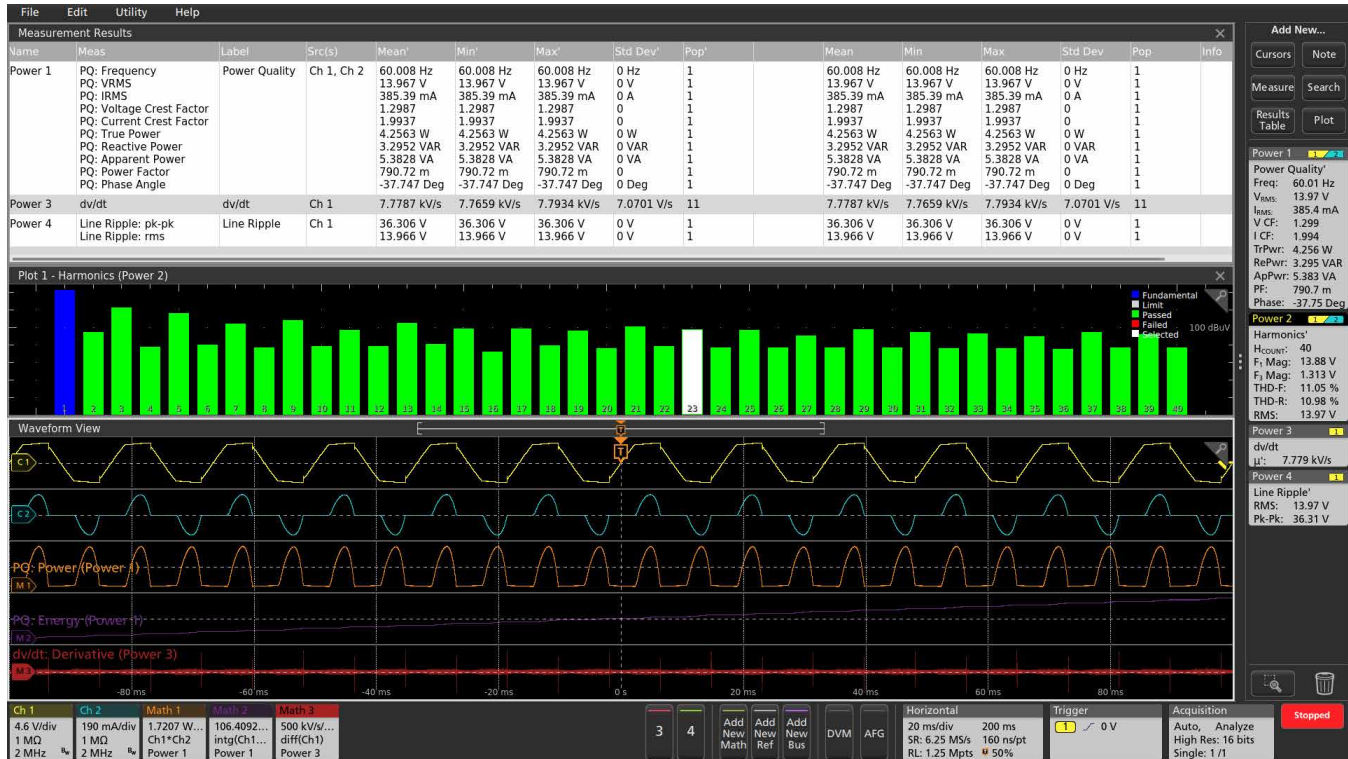 File Edit Utility Help
Measurement Results
Name Meas Label Src(s) Mean' Min' Max' Std Dev' Pop' Mean Min Max Std Dev Pop Info
Power 1 PQ: Frequency Power Quality Ch 1, Ch 2 60.008 Hz 60.008 Hz 60.008 Hz 0 Hz 1 60.008 Hz 60.008 Hz 60.008 Hz 0 Hz 1
PQ: VRMS 13.967 V 13.967 V 13.967 V 0 V 1 13.967 V 13.967 V 13.967 V 0 V 1
PQ: IRMS 385.39 mA 385.39 mA 385.39 mA 0 A 1 385.39 mA 385.39 mA 385.39 mA 0 A 1
PQ: Voltage Crest Factor 1.2987 1.2987 1.2987 0 1 1.2987 1.2987 1.2987 0 1
PQ: Current Crest Factor 1.9937 1.9937 1.9937 0 1 1.9937 1.9937 1.9937 0 1
PQ: True Power 4.2563 W 4.2563 W 4.2563 W 0 W 1 4.2563 W 4.2563 W 4.2563 W 0 W 1
PQ: Reactive Power 3.2952 VAR 3.2952 VAR 3.2952 VAR 0 VAR 1 3.2952 VAR 3.2952 VAR 3.2952 VAR 0 VAR 1
PQ: Apparent Power 5.3828 VA 5.3828 VA 5.3828 VA 0 VA 1 5.3828 VA 5.3828 VA 5.3828 VA 0 VA 1
PQ: Power Factor 790.72 m 790.72 m 790.72 m 0 1 790.72 m 790.72 m 790.72 m 0 1
PQ: Phase Angle -37.747 Deg -37.747 Deg -37.747 Deg 0 Deg 1 -37.747 Deg -37.747 Deg -37.747 Deg 0 Deg 1
Power 3 dv/dt dv/dt Ch 1 7.7787 kV/s 7.7659 kV/s 7.7934 kV/s 7.0701 V/s 11 7.7787 kV/s 7.7659 kV/s 7.7934 kV/s 7.0701 V/s 11
Power 4 Line Ripple: pk-pk Line Ripple Ch 1 36.306 V 36.306 V 36.306 V 0 V 1 36.306 V 36.306 V 36.306 V 0 V 1
Line Ripple: rms 13.966 V 13.966 V 13.966 V 0 V 1 13.966 V 13.966 V 13.966 V 0 V 1
Plot 1 - Harmonics (Power 2)
Fundamental
Limit
Passed
Failed
Selected
100 dBuV
1 2 3 4 5 6 7 8 9 10 11 12 13 14 15 16 17 18 19 20 21 22 23 24 25 26 27 28 29 30 31 32 33 34 35 36 37 38 39 40
Waveform View
T
T
C1
C2
PQ: Power (Power 1)
M1
PQ: Energy (Power 1)
M2
dv/dt: Derivative (Power 3)
M3
-80 ms -60 ms -40 ms -20 ms 0 s 20 ms 40 ms 60 ms 80 ms
Ch 1
4.6 V/div
1 MΩ
2 MHz Bw
Ch 2
190 mA/div
1 MΩ
2 MHz Bw
Math 1
1.7207 W...
Ch1*Ch2
Power 1
Math 2
106.4092...
intg(Ch1...
Power 1
Math 3
500 kV/s/...
diff(Ch1)
Power 3
3
4
Add New Math
Add New Ref
Add New Bus
DVM
AFG
Horizontal
20 ms/div 200 ms
SR: 6.25 MS/s 160 ns/pt
RL: 1.25 Mpts 50%
Trigger
1 0 V
Acquisition
Auto, Analyze
High Res: 16 bits
Single: 1 /1
Add New...
Cursors Note
Measure Search
Results Table Plot
Power 1 1 2
Power Quality'
Freq: 60.01 Hz
VRMS: 13.97 V
IRMS: 385.4 mA
V CF: 1.299
I CF: 1.994
TrPwr: 4.256 W
RePwr: 3.295 VAR
ApPwr: 5.383 VA
PF: 790.7 m
Phase: -37.75 Deg
Power 2 1 2
Harmonics'
HCOUNT: 40
F₁ Mag: 13.88 V
F₃ Mag: 1.313 V
THD-F: 11.05 %
THD-R: 10.98 %
RMS: 13.97 V
Power 3 1
dv/dt
µ': 7.779 kV/s
Power 4 1
Line Ripple'
RMS: 13.97 V
Pk-Pk: 36.31 V
Stopped